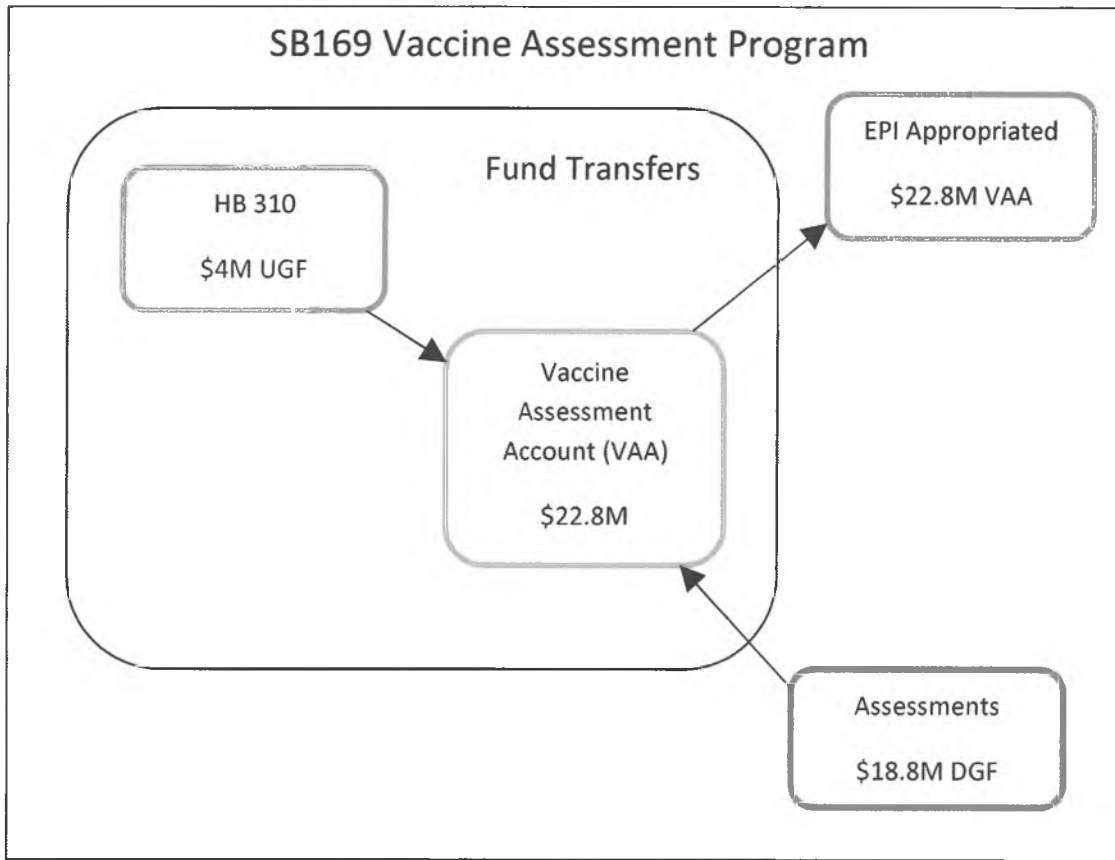 SB169 Vaccine Assessment Program
EPI Appropriated
$22.8M VAA
Fund Transfers
HB 310
$4M UGF
Vaccine
Assessment
Account (VAA)
$22.8M
Assessments
$18.8M DGF